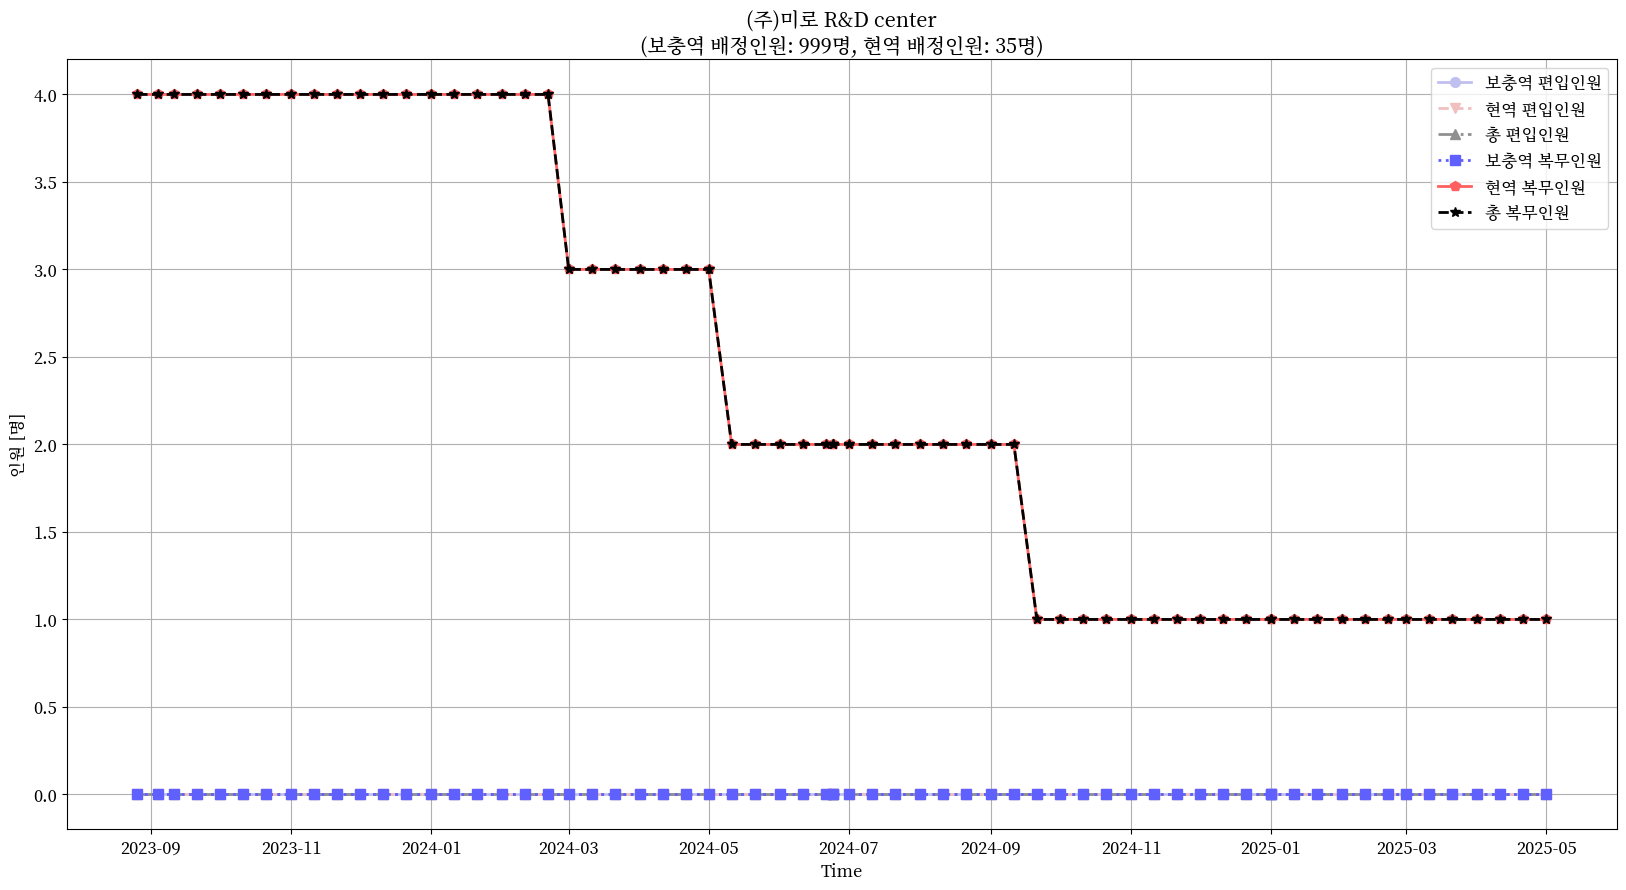 (주)미로 R&D center
(보충역 배정인원: 999명, 현역 배정인원: 35명)
보충역 편입인원
현역 편입인원
총 편입인원
보충역 복무인원
현역 복무인원
총 복무인원
인원 [명]
4.0
3.5
3.0
2.5
2.0
1.5
1.0
0.5
0.0
2023-09
2023-11
2024-01
2024-03
2024-05
2024-07
2024-09
2024-11
2025-01
2025-03
2025-05
Time